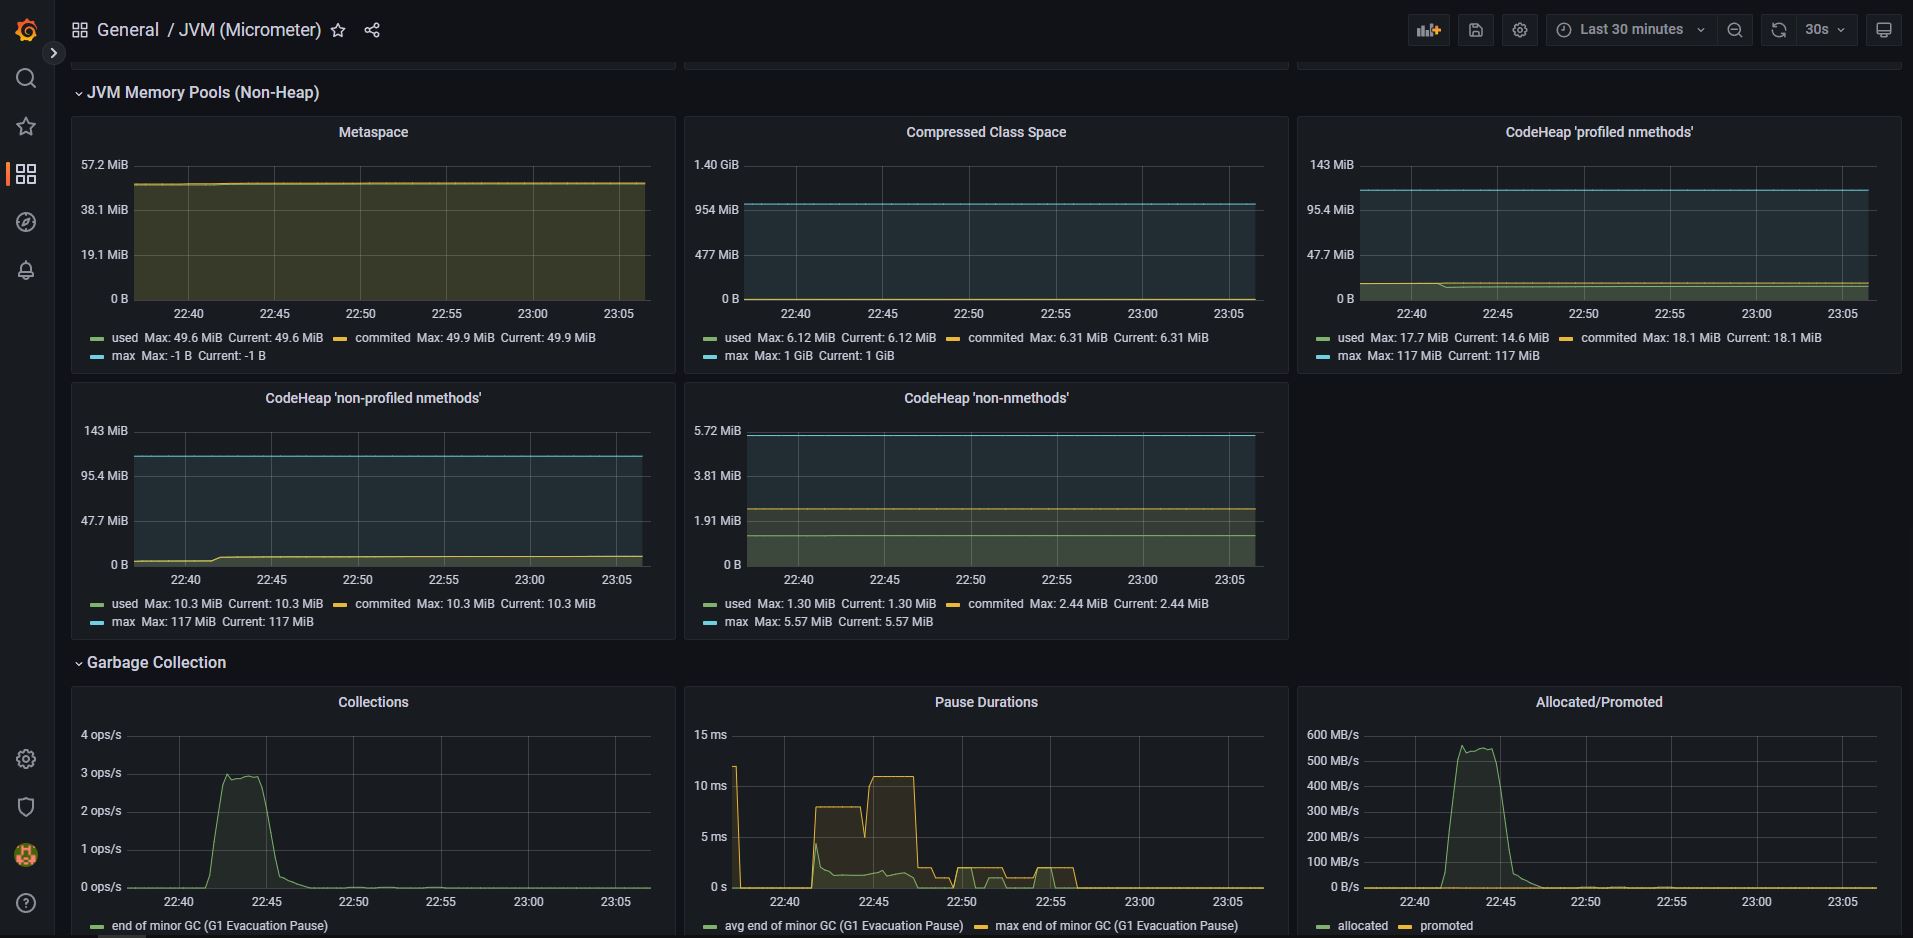 General / JVM (Micrometer)
Last 30 minutes
30s
JVM Memory Pools (Non-Heap)
Metaspace
57.2 MiB
38.1 MiB
19.1 MiB
0 B
22:40 22:45 22:50 22:55 23:00 23:05
used Max: 49.6 MiB Current: 49.6 MiB commited Max: 49.9 MiB Current: 49.9 MiB
max Max: -1 B Current: -1 B
Compressed Class Space
1.40 GiB
954 MiB
477 MiB
0 B
22:40 22:45 22:50 22:55 23:00 23:05
used Max: 6.12 MiB Current: 6.12 MiB commited Max: 6.31 MiB Current: 6.31 MiB
max Max: 1 GiB Current: 1 GiB
CodeHeap 'profiled nmethods'
143 MiB
95.4 MiB
47.7 MiB
0 B
22:40 22:45 22:50 22:55 23:00 23:05
used Max: 17.7 MiB Current: 14.6 MiB commited Max: 18.1 MiB Current: 18.1 MiB
max Max: 117 MiB Current: 117 MiB
CodeHeap 'non-profiled nmethods'
143 MiB
95.4 MiB
47.7 MiB
0 B
22:40 22:45 22:50 22:55 23:00 23:05
used Max: 10.3 MiB Current: 10.3 MiB commited Max: 10.3 MiB Current: 10.3 MiB
max Max: 117 MiB Current: 117 MiB
CodeHeap 'non-nmethods'
5.72 MiB
3.81 MiB
1.91 MiB
0 B
22:40 22:45 22:50 22:55 23:00 23:05
used Max: 1.30 MiB Current: 1.30 MiB commited Max: 2.44 MiB Current: 2.44 MiB
max Max: 5.57 MiB Current: 5.57 MiB
Garbage Collection
Collections
4 ops/s
3 ops/s
2 ops/s
1 ops/s
0 ops/s
22:40 22:45 22:50 22:55 23:00 23:05
end of minor GC (G1 Evacuation Pause)
Pause Durations
15 ms
10 ms
5 ms
0 s
22:40 22:45 22:50 22:55 23:00 23:05
avg end of minor GC (G1 Evacuation Pause) max end of minor GC (G1 Evacuation Pause)
Allocated/Promoted
600 MB/s
500 MB/s
400 MB/s
300 MB/s
200 MB/s
100 MB/s
0 B/s
22:40 22:45 22:50 22:55 23:00 23:05
allocated promoted